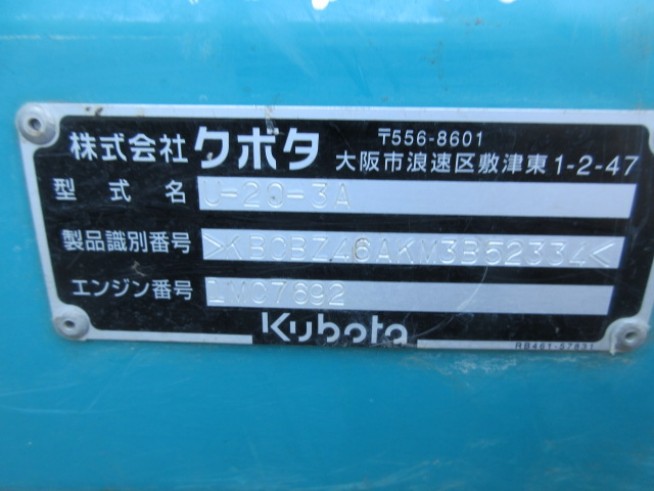 株式会社 クボタ 〒556-8601
大阪市浪速区敷津東1-2-47
型式名 U-20-3A
製品識別番号 >KBCBZ46AKM3B52334<
エンジン番号 LM07692
Kubota